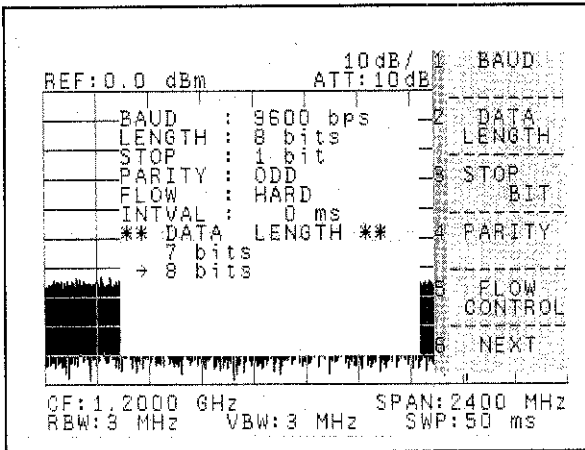 10dB/
REF:0.0 dBm ATT:10dB
BAUD : 9600 bps
LENGTH : 8 bits
STOP : 1 bit
PARITY : ODD
FLOW : HARD
INTVAL : 0 ms
** DATA LENGTH **
7 bits
→ 8 bits
1 BAUD
2 DATA
LENGTH
3 STOP
BIT
4 PARITY
5 FLOW
CONTROL
6 NEXT
CF:1.2000 GHz SPAN:2400 MHz
RBW:3 MHz VBW:3 MHz SWP:50 ms